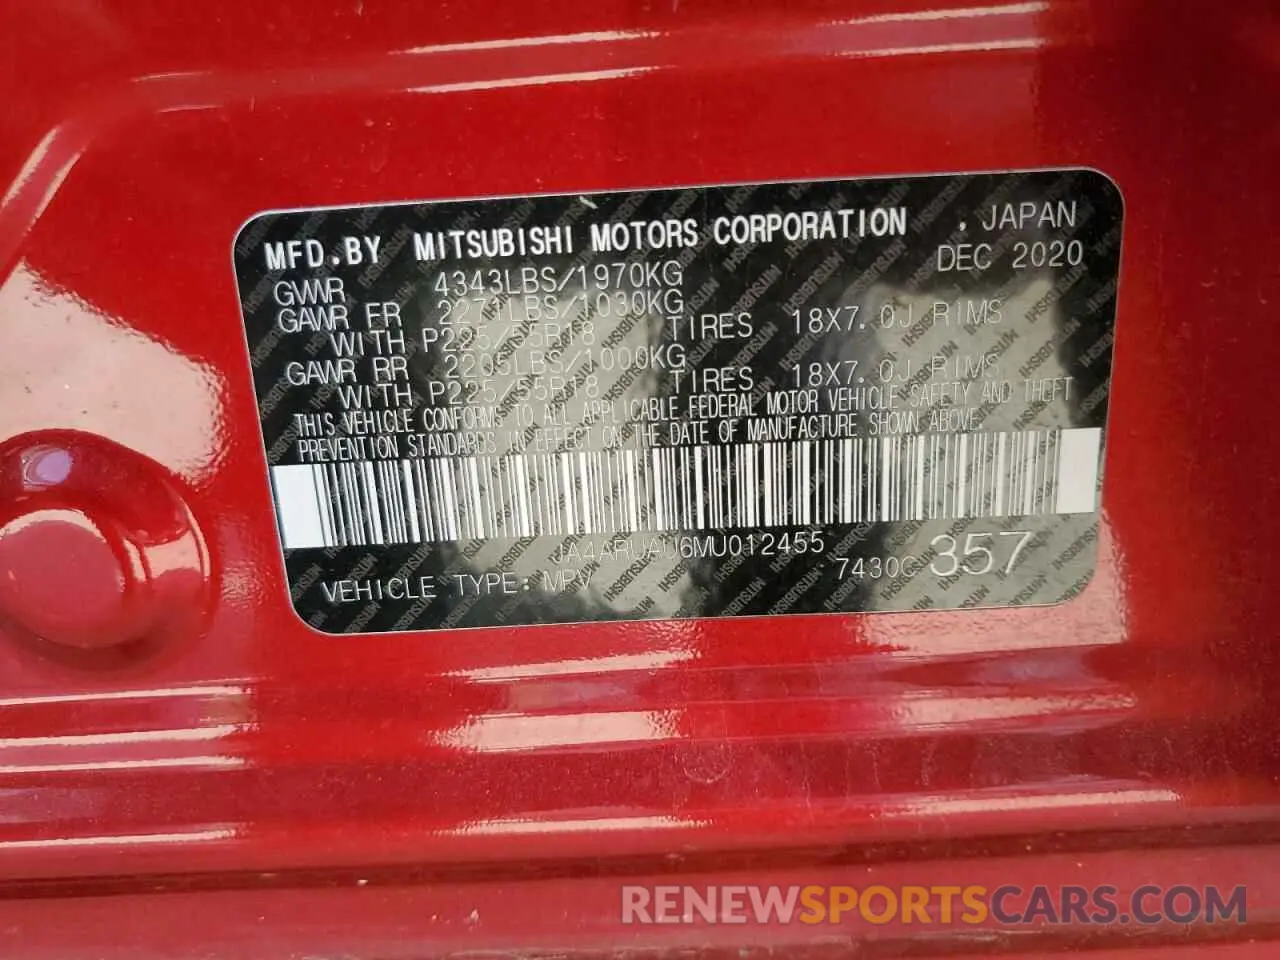 MFD.BY MITSUBISHI MOTORS CORPORATION . JAPAN
DEC 2020
GVWR 4343LBS/1970KG
GAWR FR 2271LBS/1030KG
WITH P225/55R18 TIRES 18X7.0J RIMS
GAWR RR 2205LBS/1000KG
WITH P225/55R18 TIRES 18X7.0J RIMS
THIS VEHICLE CONFORMS TO ALL APPLICABLE FEDERAL MOTOR VEHICLE SAFETY AND THEFT
PREVENTION STANDARDS IN EFFECT ON THE DATE OF MANUFACTURE SHOWN ABOVE.
JA4ARUAU6MU012455
VEHICLE TYPE: MPV 7430C 357
RENEWSPORTSCARS.COM